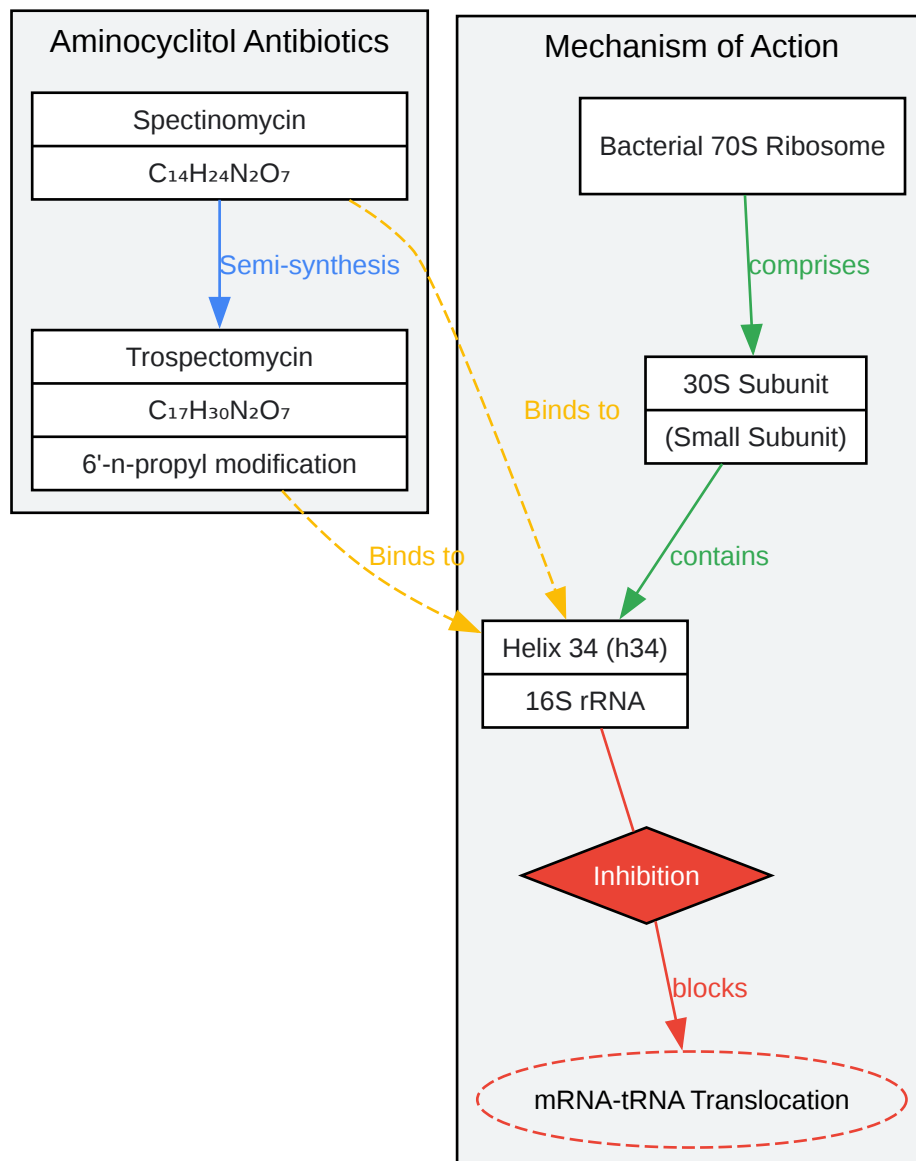 Aminocyclitol Antibiotics
Spectinomycin
C₁₄H₂₄N₂O₇
Semi-synthesis
Trospectomycin
C₁₇H₃₀N₂O₇
6'-n-propyl modification
Binds to
Binds to
Mechanism of Action
Bacterial 70S Ribosome
comprises
30S Subunit
(Small Subunit)
contains
Helix 34 (h34)
16S rRNA
Inhibition
blocks
mRNA-tRNA Translocation